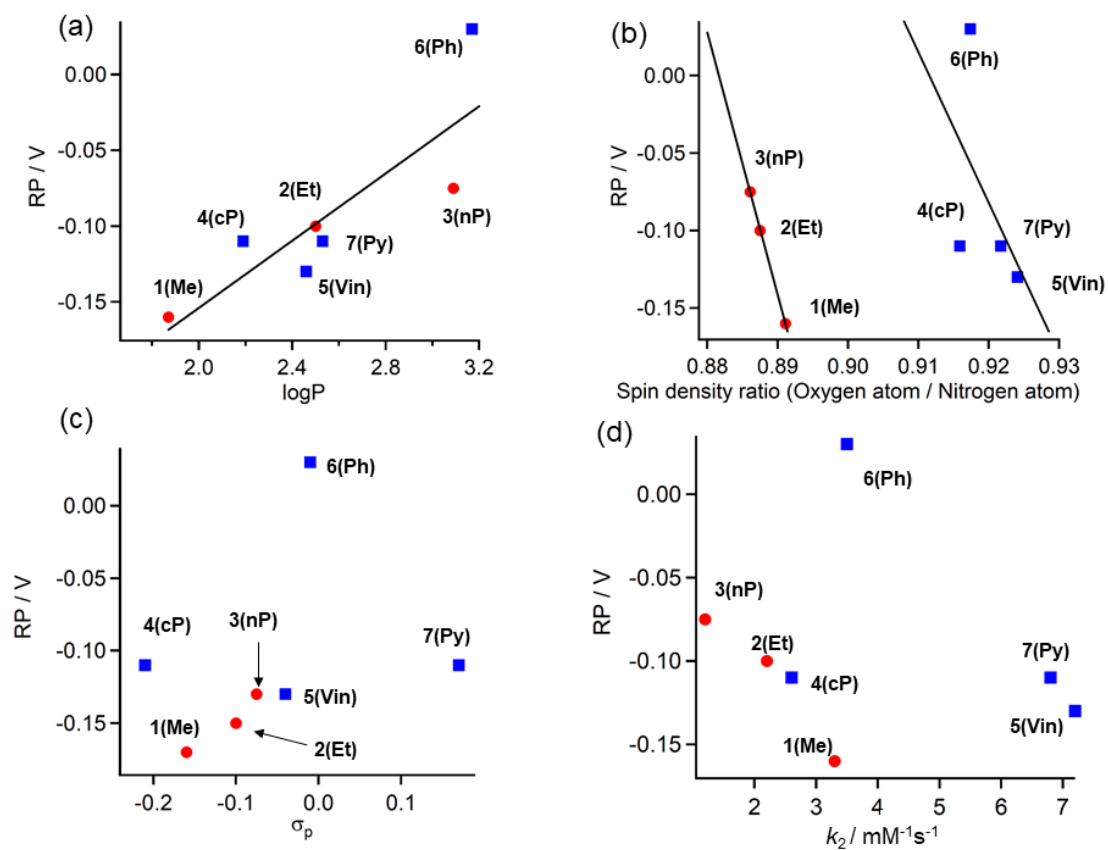 (a)
RP / V
0.00
-0.05
-0.10
-0.15
6(Ph)
2(Et)
4(cP)
3(nP)
7(Py)
5(Vin)
1(Me)
2.0 2.4 2.8 3.2
logP
(b)
RP / V
0.00
-0.05
-0.10
-0.15
6(Ph)
3(nP)
4(cP)
2(Et)
7(Py)
5(Vin)
1(Me)
0.88 0.89 0.90 0.91 0.92 0.93
Spin density ratio (Oxygen atom / Nitrogen atom)
(c)
RP / V
0.00
-0.05
-0.10
-0.15
6(Ph)
4(cP)
3(nP)
7(Py)
5(Vin)
1(Me)
2(Et)
-0.2 -0.1 0.0 0.1
σp
(d)
RP / V
0.00
-0.05
-0.10
-0.15
6(Ph)
3(nP)
2(Et)
4(cP)
7(Py)
5(Vin)
1(Me)
2 3 4 5 6 7
k2 / mM-1s-1